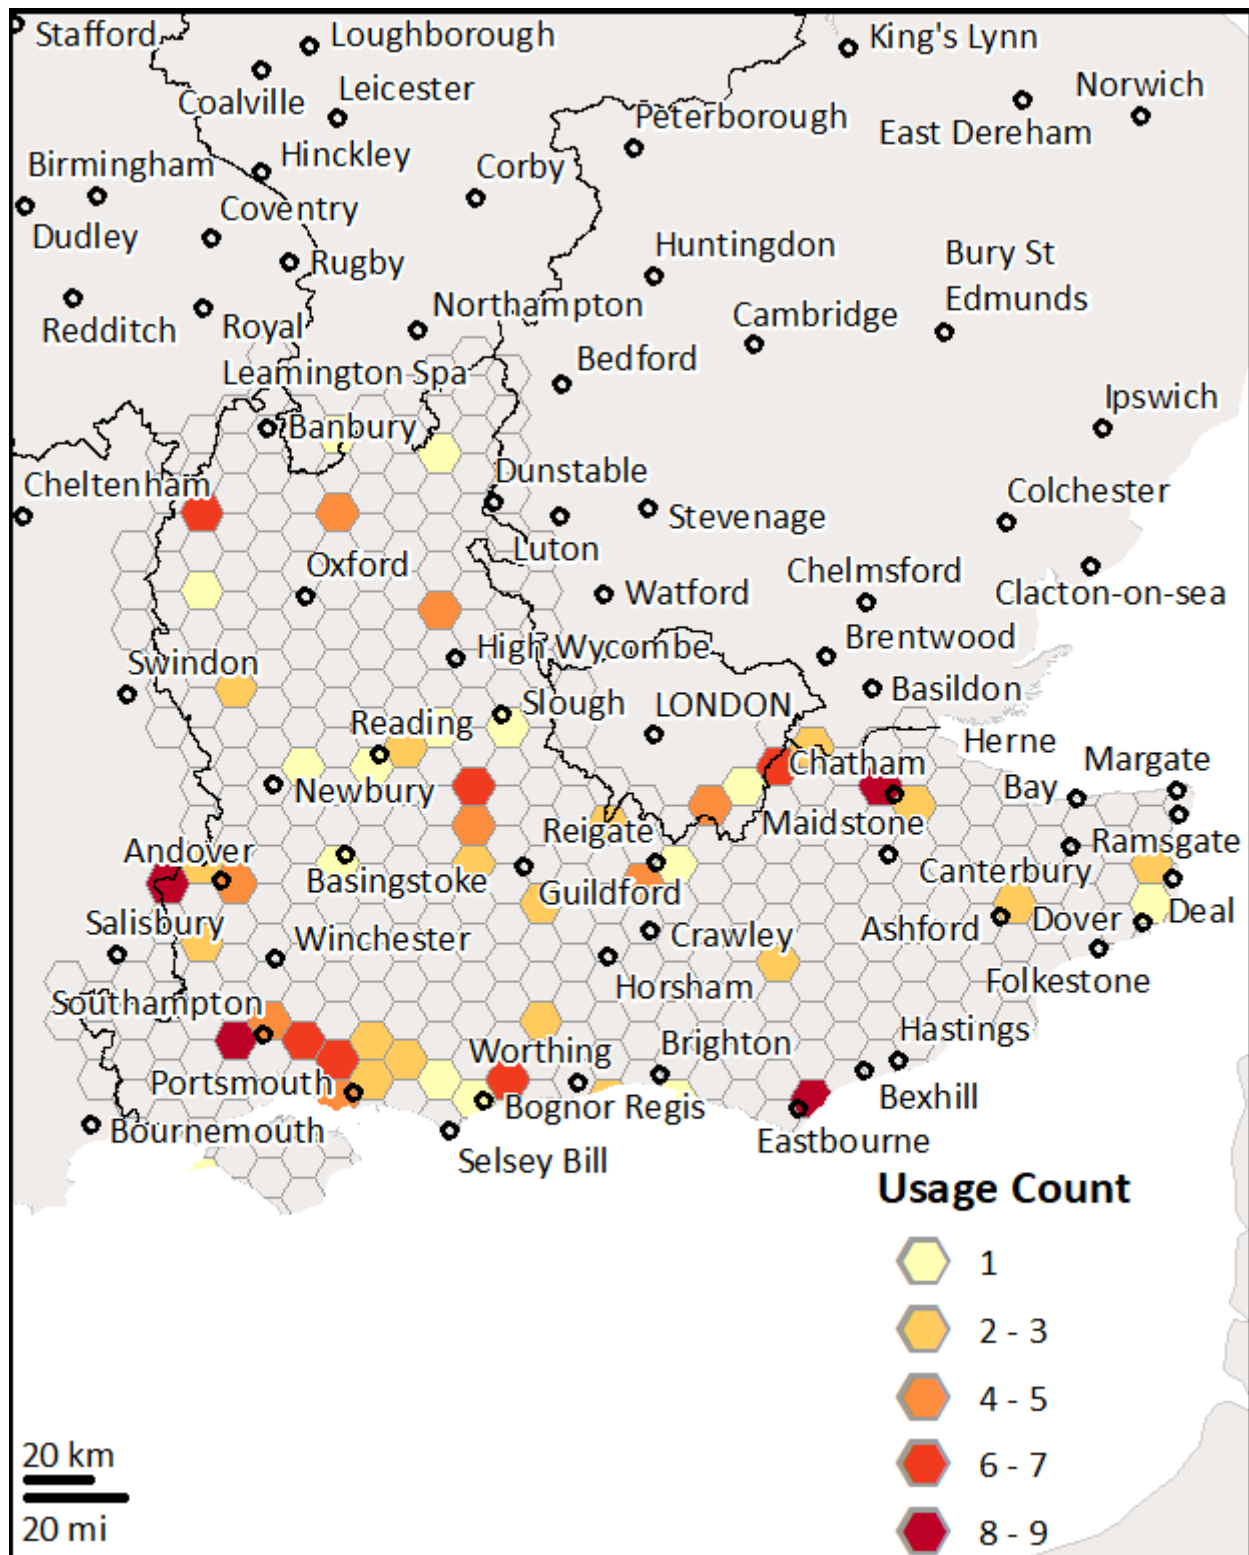 Stafford
Loughborough
King's Lynn
Coalville
Leicester
Norwich
Peterborough
East Dereham
Birmingham
Hinckley
Corby
Dudley
Coventry
Rugby
Huntingdon
Bury St
Edmunds
Redditch
Royal
Leamington Spa
Northampton
Cambridge
Bedford
Ipswich
Banbury
Cheltenham
Dunstable
Colchester
Stevenage
Luton
Oxford
Chelmsford
Watford
Clacton-on-sea
High Wycombe
Brentwood
Swindon
Slough
LONDON
Basildon
Reading
Herne
Bay
Margate
Chatham
Newbury
Reigate
Maidstone
Ramsgate
Andover
Basingstoke
Guildford
Canterbury
Salisbury
Winchester
Crawley
Ashford
Dover
Deal
Horsham
Folkestone
Southampton
Worthing
Brighton
Hastings
Portsmouth
Bognor Regis
Bexhill
Bournemouth
Selsey Bill
Eastbourne
Usage Count
1
2 - 3
4 - 5
6 - 7
8 - 9
20 km
20 mi